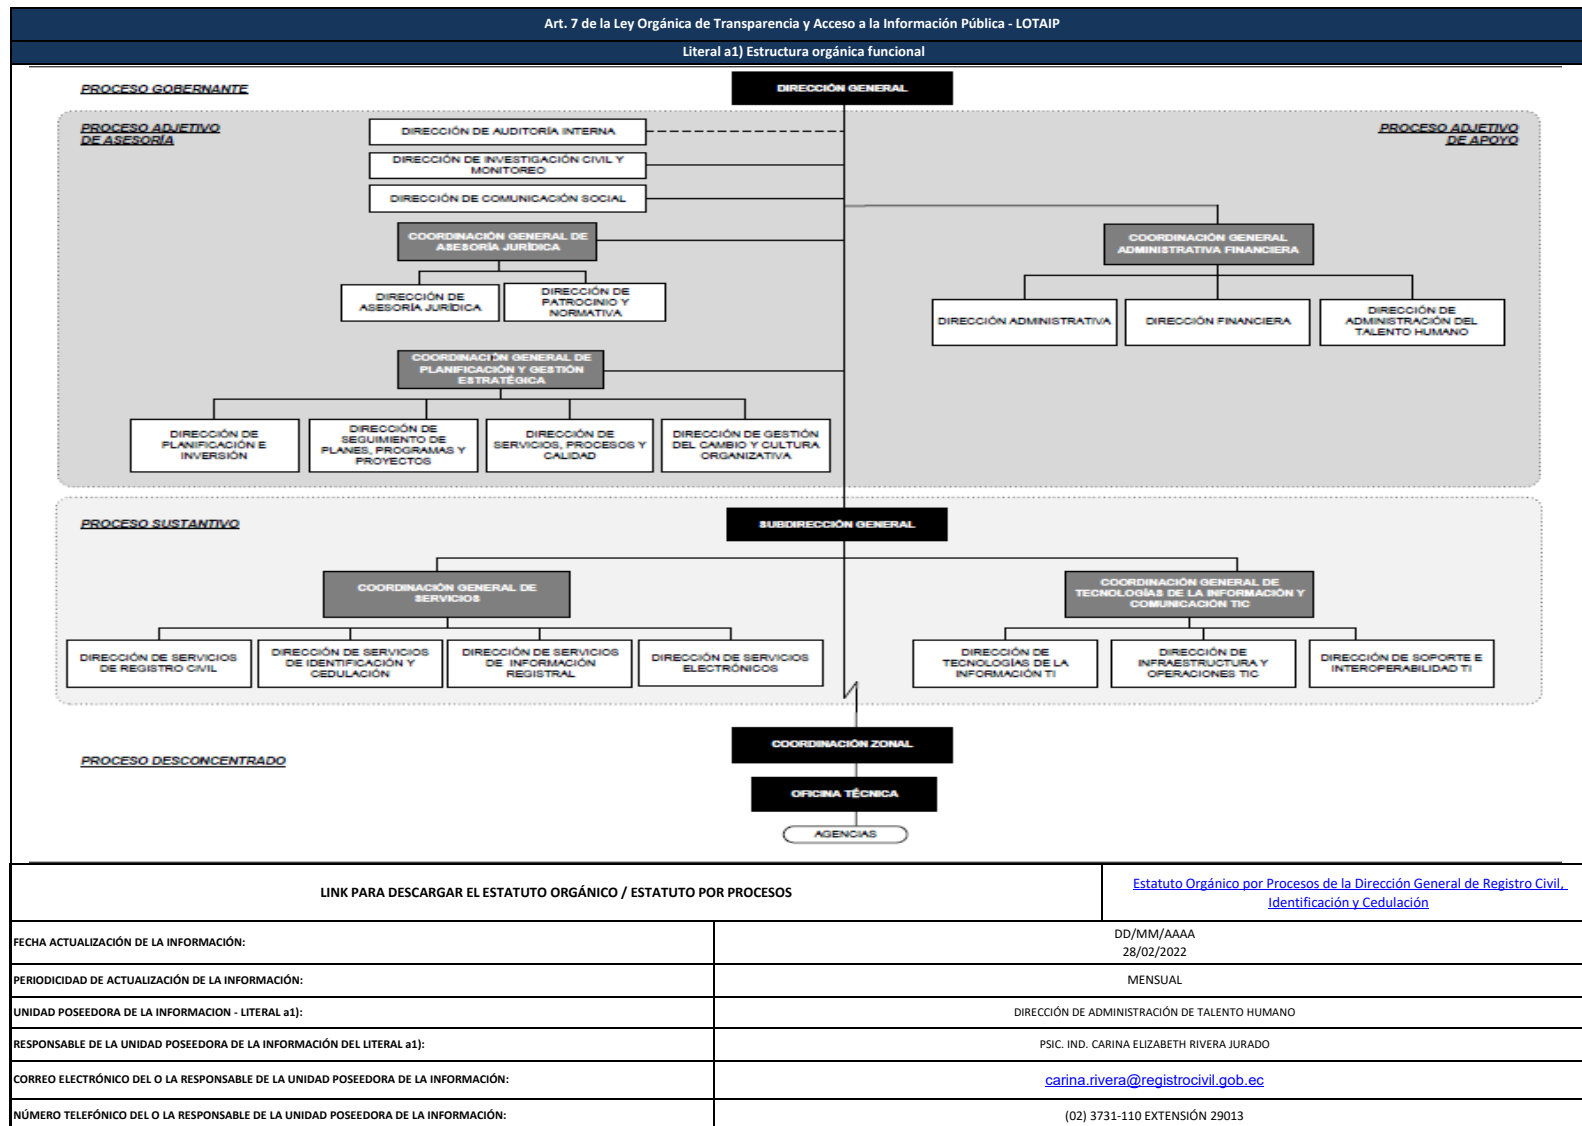 Art. 7 de la Ley Orgánica de Transparencia y Acceso a la Información Pública - LOTAIP
Literal a1) Estructura orgánica funcional
PROCESO GOBERNANTE
DIRECCIÓN GENERAL
PROCESO ADJETIVO
DE ASESORÍA
DIRECCIÓN DE AUDITORÍA INTERNA
PROCESO ADJETIVO
DE APOYO
DIRECCIÓN DE INVESTIGACIÓN CIVIL Y
MONITOREO
DIRECCIÓN DE COMUNICACIÓN SOCIAL
COORDINACIÓN GENERAL DE
ASESORÍA JURÍDICA
COORDINACIÓN GENERAL
ADMINISTRATIVA FINANCIERA
DIRECCIÓN DE
ASESORÍA JURÍDICA
DIRECCIÓN DE
PATROCINIO Y
NORMATIVA
DIRECCIÓN ADMINISTRATIVA
DIRECCIÓN FINANCIERA
DIRECCIÓN DE
ADMINISTRACIÓN DEL
TALENTO HUMANO
COORDINACIÓN GENERAL DE
PLANIFICACIÓN Y GESTIÓN
ESTRATÉGICA
DIRECCIÓN DE
PLANIFICACIÓN E
INVERSIÓN
DIRECCIÓN DE
SEGUIMIENTO DE
PLANES, PROGRAMAS Y
PROYECTOS
DIRECCIÓN DE
SERVICIOS, PROCESOS Y
CALIDAD
DIRECCIÓN DE GESTIÓN
DEL CAMBIO Y CULTURA
ORGANIZATIVA
PROCESO SUSTANTIVO
SUBDIRECCIÓN GENERAL
COORDINACIÓN GENERAL DE
SERVICIOS
COORDINACIÓN GENERAL DE
TECNOLOGÍAS DE LA INFORMACIÓN Y
COMUNICACIÓN TIC
DIRECCIÓN DE SERVICIOS
DE REGISTRO CIVIL
DIRECCIÓN DE SERVICIOS
DE IDENTIFICACIÓN Y
CEDULACIÓN
DIRECCIÓN DE SERVICIOS
DE INFORMACIÓN
REGISTRAL
DIRECCIÓN DE SERVICIOS
ELECTRÓNICOS
DIRECCIÓN DE
TECNOLOGÍAS DE LA
INFORMACIÓN TI
DIRECCIÓN DE
INFRAESTRUCTURA Y
OPERACIONES TIC
DIRECCIÓN DE SOPORTE E
INTEROPERABILIDAD TI
COORDINACIÓN ZONAL
PROCESO DESCONCENTRADO
OFICINA TÉCNICA
AGENCIAS
LINK PARA DESCARGAR EL ESTATUTO ORGÁNICO / ESTATUTO POR PROCESOS
Estatuto Orgánico por Procesos de la Dirección General de Registro Civil,
Identificación y Cedulación
FECHA ACTUALIZACIÓN DE LA INFORMACIÓN:
DD/MM/AAAA
28/02/2022
PERIODICIDAD DE ACTUALIZACIÓN DE LA INFORMACIÓN:
MENSUAL
UNIDAD POSEEDORA DE LA INFORMACION - LITERAL a1):
DIRECCIÓN DE ADMINISTRACIÓN DE TALENTO HUMANO
RESPONSABLE DE LA UNIDAD POSEEDORA DE LA INFORMACIÓN DEL LITERAL a1):
PSIC. IND. CARINA ELIZABETH RIVERA JURADO
CORREO ELECTRÓNICO DEL O LA RESPONSABLE DE LA UNIDAD POSEEDORA DE LA INFORMACIÓN:
carina.rivera@registrocivil.gob.ec
NÚMERO TELEFÓNICO DEL O LA RESPONSABLE DE LA UNIDAD POSEEDORA DE LA INFORMACIÓN:
(02) 3731-110 EXTENSIÓN 29013